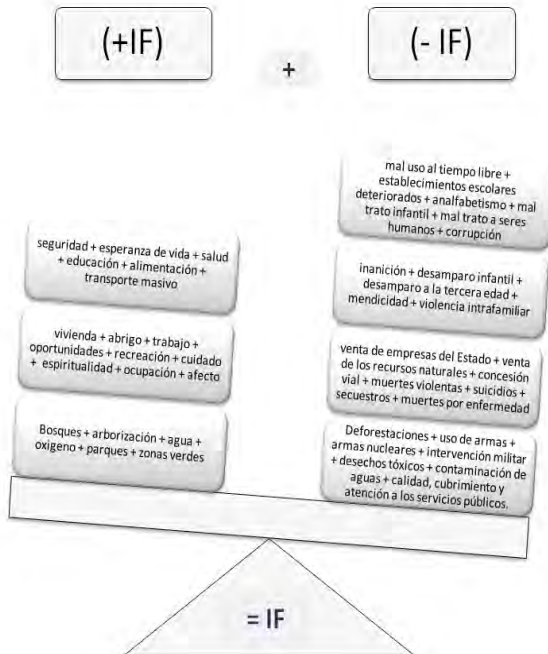 (+IF)
+
(- IF)
seguridad + esperanza de vida + salud
+ educación + alimentación +
transporte masivo
vivienda + abrigo + trabajo +
oportunidades + recreación + cuidado
+ espiritualidad + ocupación + afecto
Bosques + arborización + agua +
oxigeno + parques + zonas verdes
mal uso al tiempo libre +
establecimientos escolares
deteriorados + analfabetismo + mal
trato infantil + mal trato a seres
humanos + corrupción
inanición + desamparo infantil +
desamparo a la tercera edad +
mendicidad + violencia intrafamiliar
venta de empresas del Estado + venta
de los recursos naturales + concesión
vial + muertes violentas + suicidios +
secuestros + muertes por enfermedad
Deforestaciones + uso de armas +
armas nucleares + intervención militar
+ desechos tóxicos + contaminación de
aguas + calidad, cubrimiento y
atención a los servicios públicos.
= IF